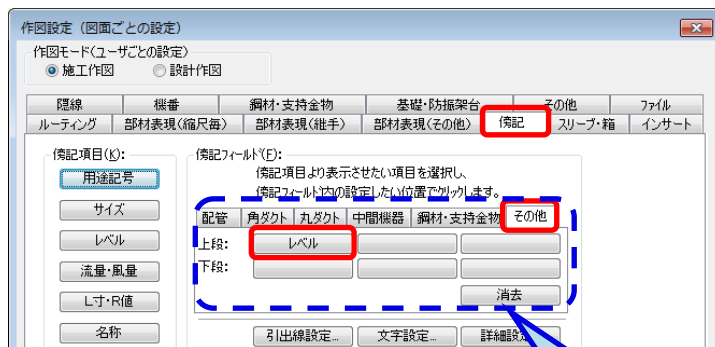 作図設定（図面ごとの設定）
作図モード(ユーザごとの設定)
施工作図 設計作図
隠線 機番 鋼材・支持金物 基礎・防振架台 その他 ファイル
ルーティング 部材表現(縮尺毎) 部材表現(継手) 部材表現(その他) 傍記 スリーブ・箱 インサート
傍記項目(K):
用途記号
サイズ
レベル
流量・風量
L寸・R値
名称
傍記フィールド(F):
傍記項目より表示させたい項目を選択し、
傍記フィールド内の設定したい位置でクリックします。
配管 角ダクト 丸ダクト 中間機器 鋼材・支持金物 その他
上段: レベル
下段:
消去
引出線設定... 文字設定... 詳細設